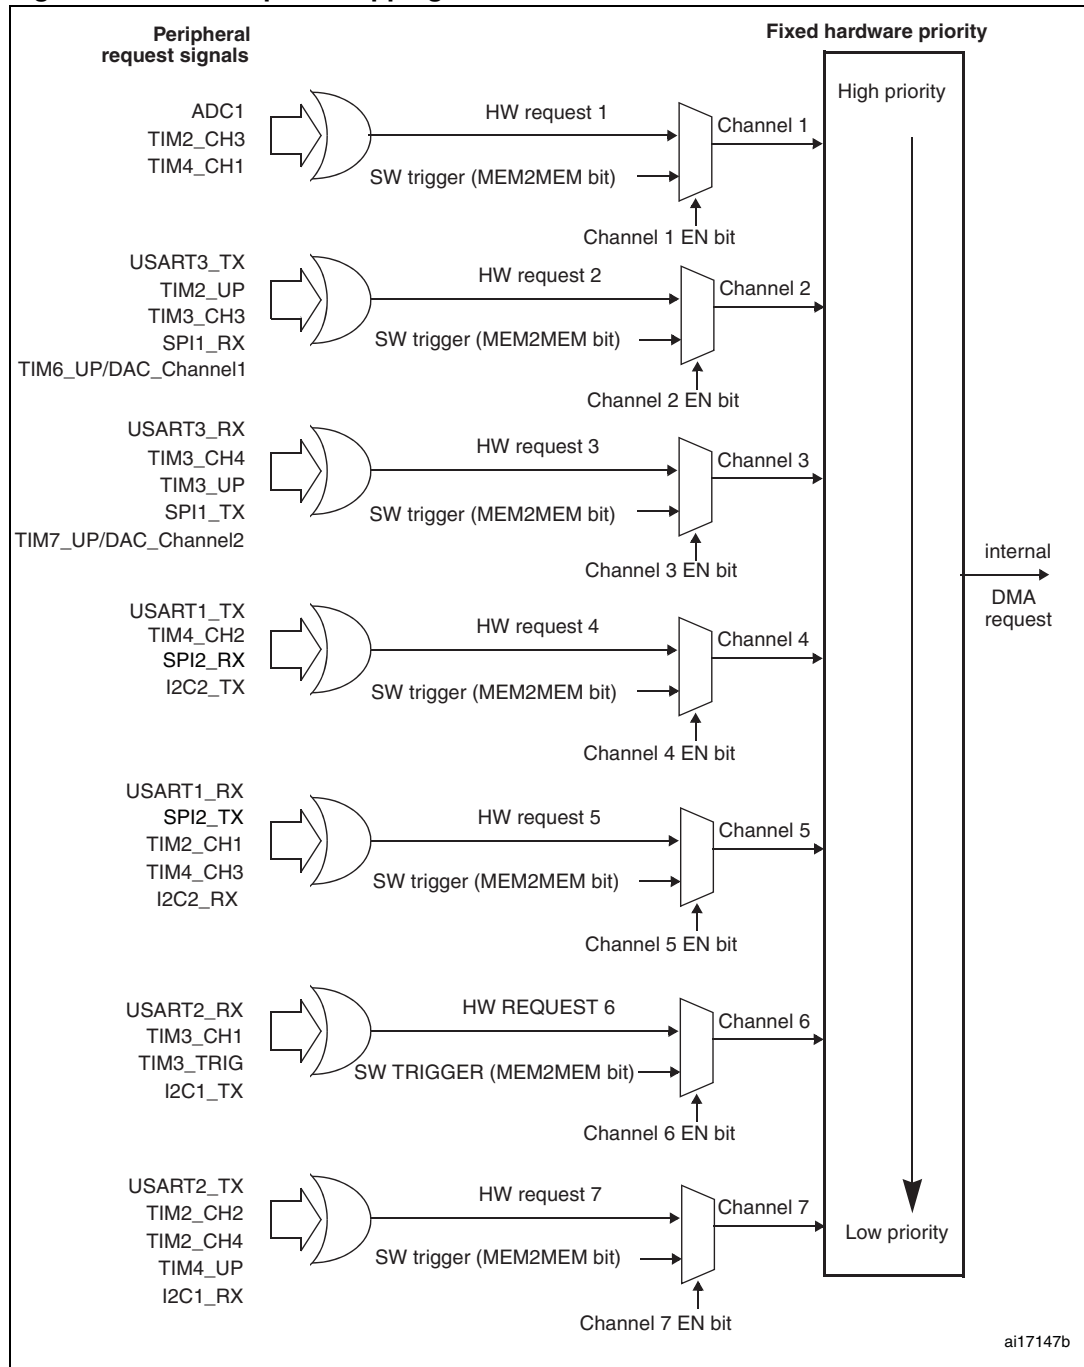 Peripheral
request signals
Fixed hardware priority
High priority
ADC1
TIM2_CH3
TIM4_CH1
HW request 1
SW trigger (MEM2MEM bit)
Channel 1
Channel 1 EN bit
USART3_TX
TIM2_UP
TIM3_CH3
SPI1_RX
TIM6_UP/DAC_Channel1
HW request 2
SW trigger (MEM2MEM bit)
Channel 2
Channel 2 EN bit
USART3_RX
TIM3_CH4
TIM3_UP
SPI1_TX
TIM7_UP/DAC_Channel2
HW request 3
SW trigger (MEM2MEM bit)
Channel 3
Channel 3 EN bit
internal
DMA
request
USART1_TX
TIM4_CH2
SPI2_RX
I2C2_TX
HW request 4
SW trigger (MEM2MEM bit)
Channel 4
Channel 4 EN bit
USART1_RX
SPI2_TX
TIM2_CH1
TIM4_CH3
I2C2_RX
HW request 5
SW trigger (MEM2MEM bit)
Channel 5
Channel 5 EN bit
USART2_RX
TIM3_CH1
TIM3_TRIG
I2C1_TX
HW REQUEST 6
SW TRIGGER (MEM2MEM bit)
Channel 6
Channel 6 EN bit
USART2_TX
TIM2_CH2
TIM2_CH4
TIM4_UP
I2C1_RX
HW request 7
SW trigger (MEM2MEM bit)
Channel 7
Channel 7 EN bit
Low priority
ai17147b